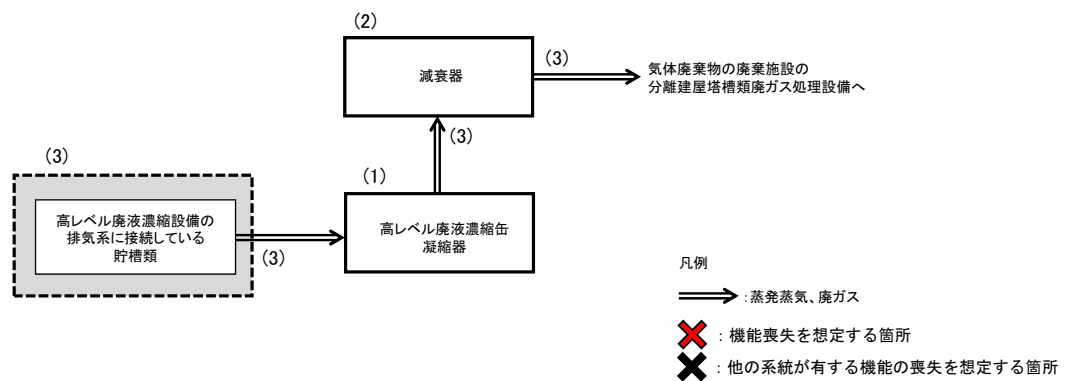 (2)
減衰器
(3)
気体廃棄物の廃棄施設の
分離建屋塔槽類廃ガス処理設備へ
(3)
(3)
高レベル廃液濃縮設備の
排気系に接続している
貯槽類
(3)
(1)
高レベル廃液濃縮缶
凝縮器
凡例
:蒸発蒸気、廃ガス
：機能喪失を想定する箇所
：他の系統が有する機能の喪失を想定する箇所